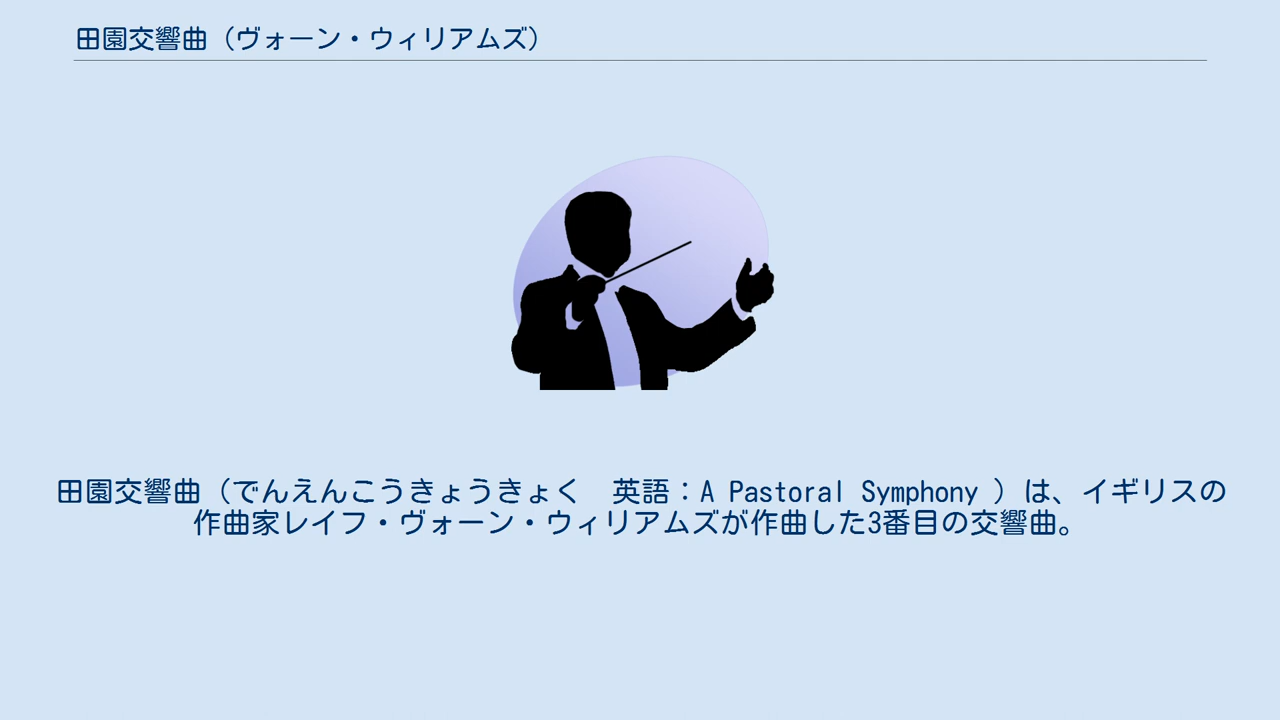 田園交響曲（ヴォーン・ウィリアムズ）
田園交響曲（でんえんこうきょうきょく　英語：A Pastoral Symphony ）は、イギリスの
作曲家レイフ・ヴォーン・ウィリアムズが作曲した3番目の交響曲。